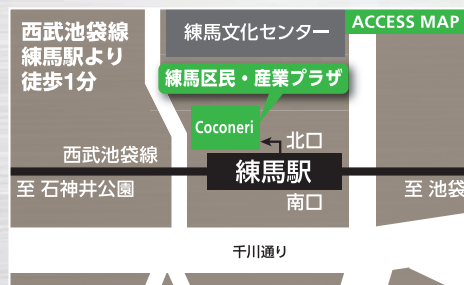 西武池袋線
練馬駅より
徒歩1分
練馬文化センター
ACCESS MAP
練馬区民・産業プラザ
Coconeri
北口
西武池袋線
練馬駅
至 石神井公園
至 池袋
南口
千川通り